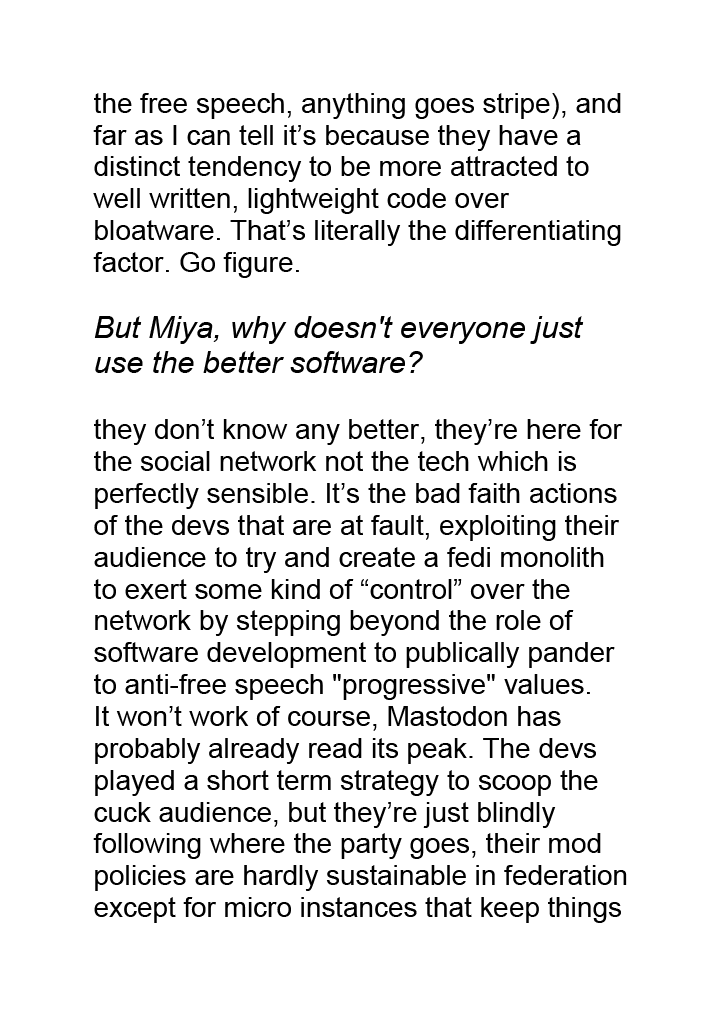 the free speech, anything goes stripe), and
far as I can tell it’s because they have a
distinct tendency to be more attracted to
well written, lightweight code over
bloatware. That’s literally the differentiating
factor. Go figure.
But Miya, why doesn't everyone just
use the better software?
they don’t know any better, they’re here for
the social network not the tech which is
perfectly sensible. It’s the bad faith actions
of the devs that are at fault, exploiting their
audience to try and create a fedi monolith
to exert some kind of “control” over the
network by stepping beyond the role of
software development to publically pander
to anti-free speech "progressive" values.
It won’t work of course, Mastodon has
probably already read its peak. The devs
played a short term strategy to scoop the
cuck audience, but they’re just blindly
following where the party goes, their mod
policies are hardly sustainable in federation
except for micro instances that keep things